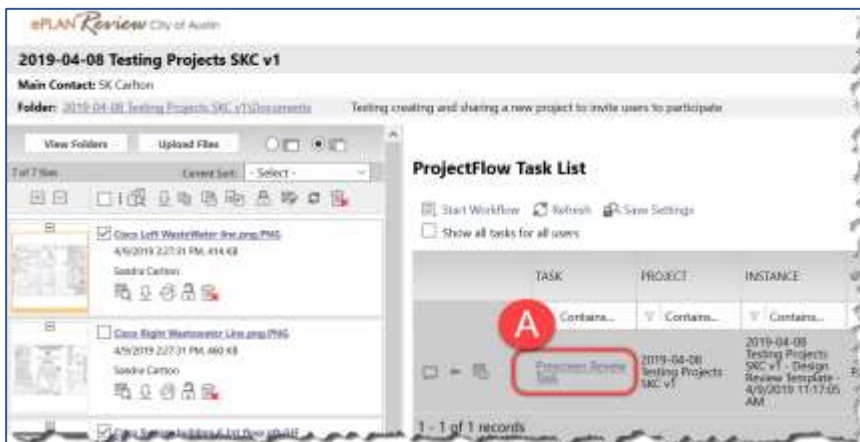 ePLAN Review City of Austin
2019-04-08 Testing Projects SKC v1
Main Contact: SK Carlton
Folder: 2019-04-08 Testing Projects SKC v1\Documents Testing creating and sharing a new project to invite users to participate
View Folders Upload Files
7 of 7 files Current Sort: - Select -
Coco Left WasteWater line.png.PNG
4/9/2019 2:27:31 PM, 414 KB
Sandra Carlton
Coco Right Wastewater Line.png.PNG
4/9/2019 2:27:31 PM, 460 KB
Sandra Carlton
ProjectFlow Task List
Start Workflow Refresh Save Settings
Show all tasks for all users
TASK PROJECT INSTANCE
A
Contains... Contains... Contains...
Prescreen Review
Task
2019-04-08
Testing Projects
SKC v1
2019-04-08
Testing Projects
SKC v1 - Design
Review Template -
4/9/2019 11:17:05
AM
1 - 1 of 1 records